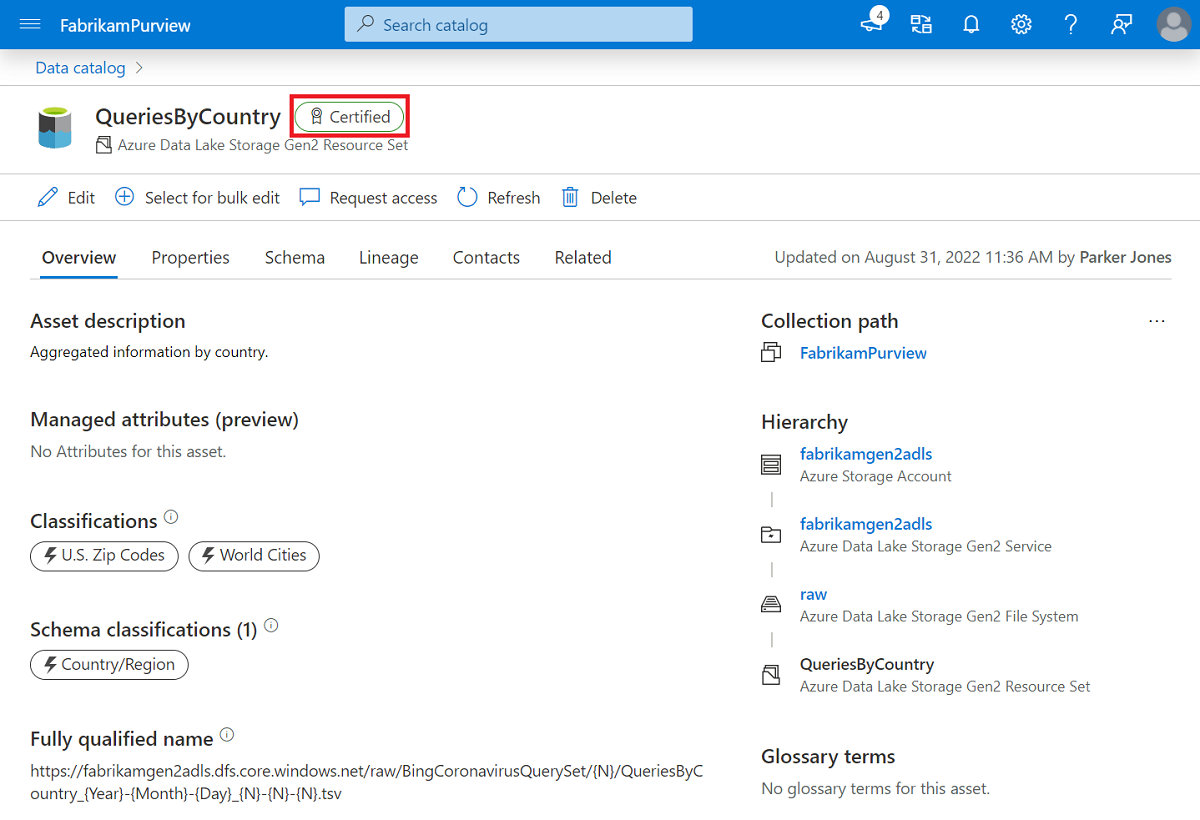 FabrikamPurview
Search catalog
4
Data catalog
QueriesByCountry
Certified
Azure Data Lake Storage Gen2 Resource Set
Edit
Select for bulk edit
Request access
Refresh
Delete
Overview
Properties
Schema
Lineage
Contacts
Related
Updated on August 31, 2022 11:36 AM by Parker Jones
Asset description
Aggregated information by country.
Managed attributes (preview)
No Attributes for this asset.
Classifications
U.S. Zip Codes
World Cities
Schema classifications (1)
Country/Region
Fully qualified name
https://fabrikamgen2adls.dfs.core.windows.net/raw/BingCoronavirusQuerySet/{N}/QueriesByC
ountry_{Year}-{Month}-{Day}_{N}-{N}-{N}.tsv
Collection path
...
FabrikamPurview
Hierarchy
fabrikamgen2adls
Azure Storage Account
fabrikamgen2adls
Azure Data Lake Storage Gen2 Service
raw
Azure Data Lake Storage Gen2 File System
QueriesByCountry
Azure Data Lake Storage Gen2 Resource Set
Glossary terms
No glossary terms for this asset.